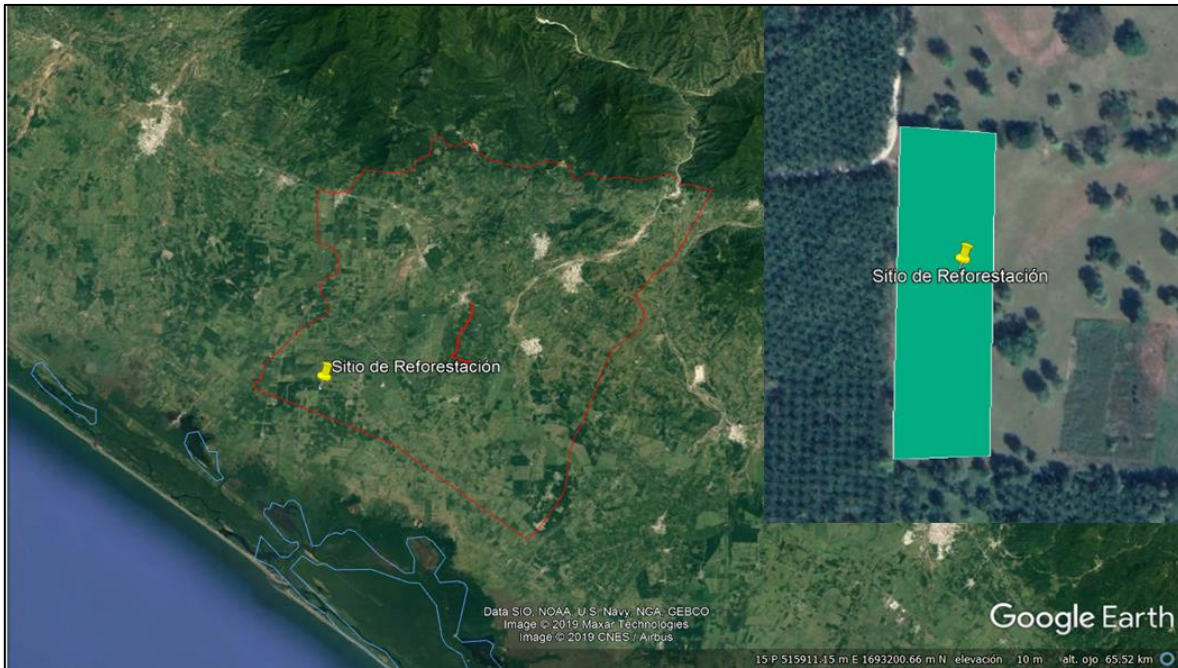 Sitio de Reforestación
Sitio de Reforestación
Data SIO, NOAA, U.S. Navy, NGA, GEBCO
Image © 2019 Maxar Technologies
Image © 2019 CNES / Airbus
Google Earth
15 P 515911.15 m E 1693200.66 m N elevación 10 m alt. ojo 65.52 km